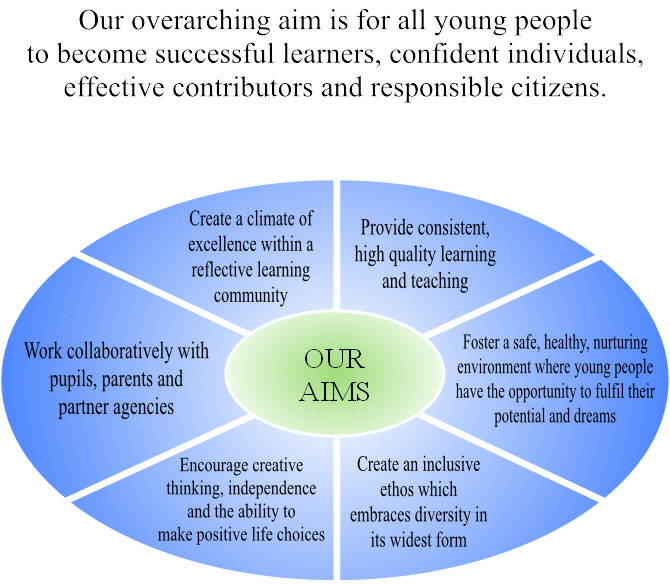 Our overarching aim is for all young people
to become successful learners, confident individuals,
effective contributors and responsible citizens.
Create a climate of
excellence within a
reflective learning
community
Provide consistent,
high quality learning
and teaching
Work collaboratively with
pupils, parents and
partner agencies
OUR
AIMS
Foster a safe, healthy, nurturing
environment where young people
have the opportunity to fulfil their
potential and dreams
Encourage creative
thinking, independence
and the ability to
make positive life choices
Create an inclusive
ethos which
embraces diversity in
its widest form